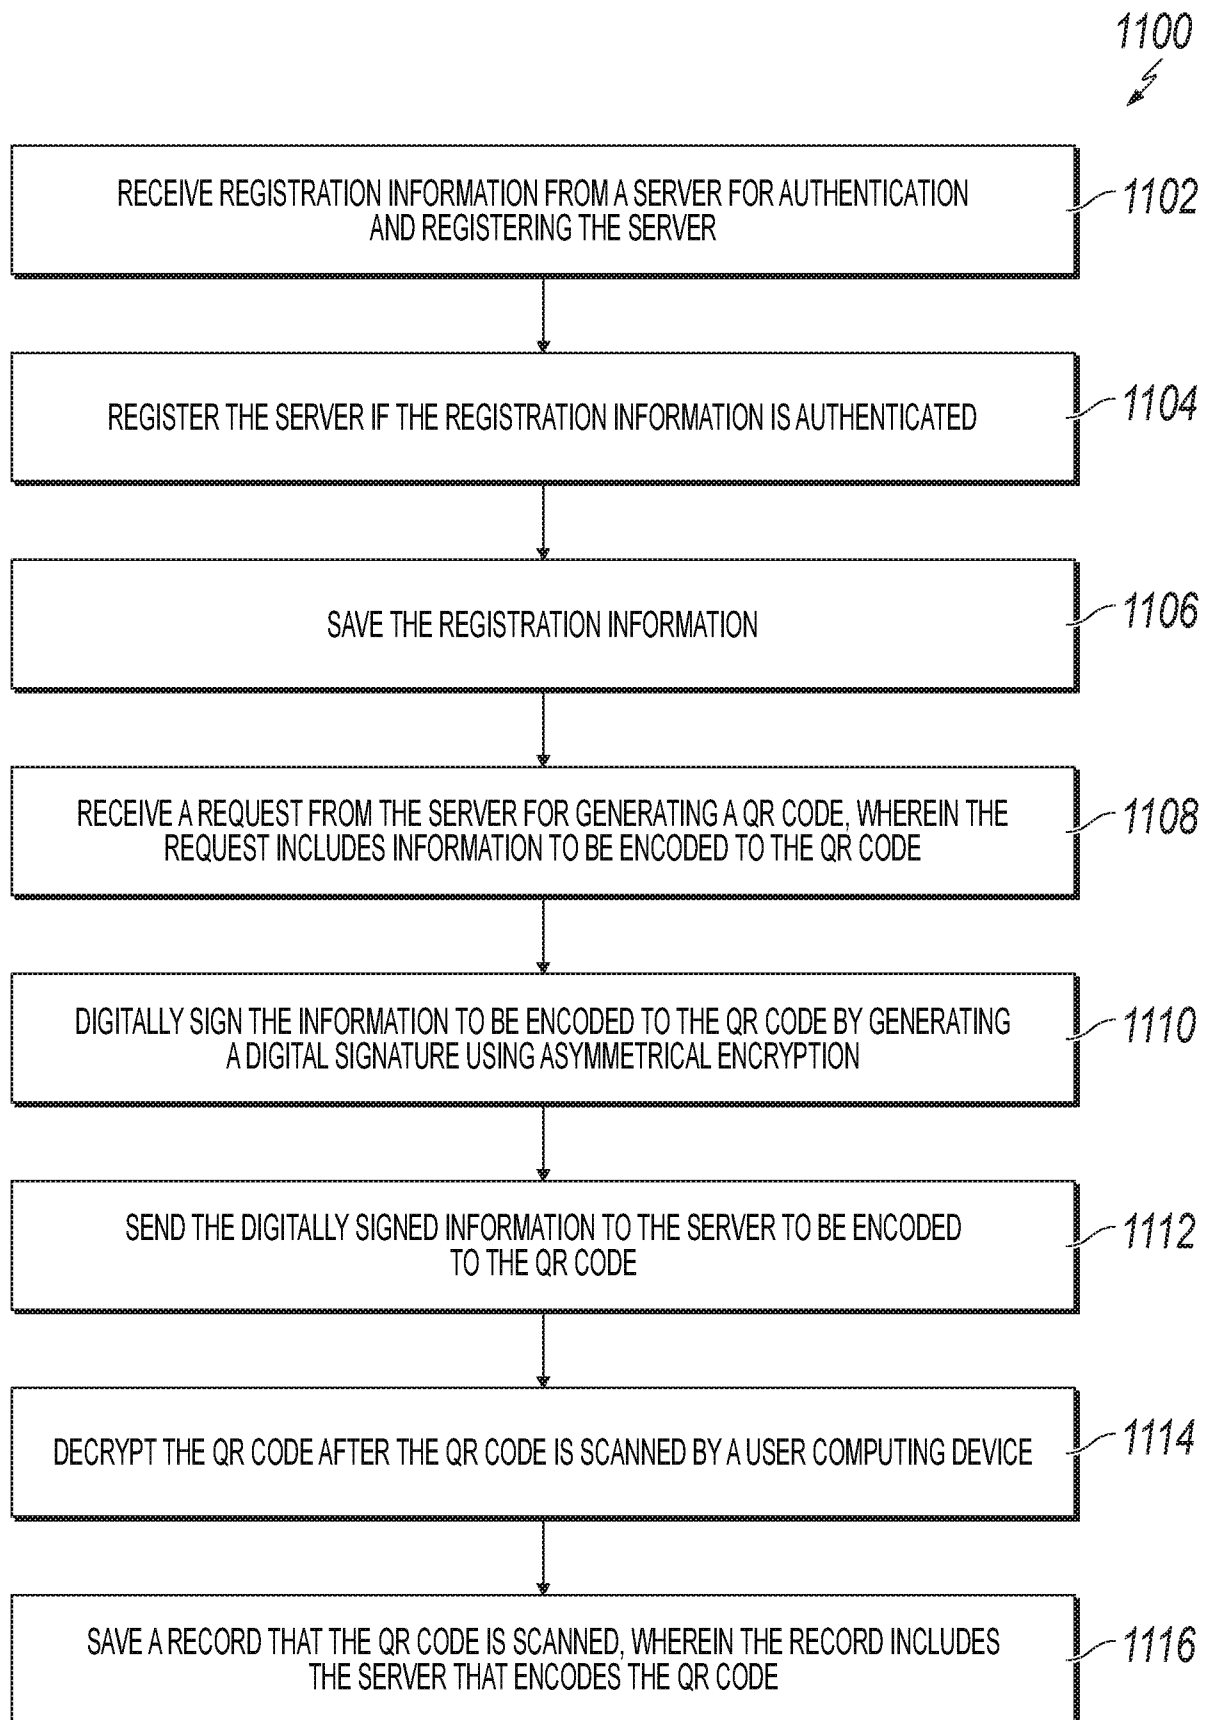 1100
RECEIVE REGISTRATION INFORMATION FROM A SERVER FOR AUTHENTICATION
AND REGISTERING THE SERVER
1102
REGISTER THE SERVER IF THE REGISTRATION INFORMATION IS AUTHENTICATED
1104
SAVE THE REGISTRATION INFORMATION
1106
RECEIVE A REQUEST FROM THE SERVER FOR GENERATING A QR CODE, WHEREIN THE
REQUEST INCLUDES INFORMATION TO BE ENCODED TO THE QR CODE
1108
DIGITALLY SIGN THE INFORMATION TO BE ENCODED TO THE QR CODE BY GENERATING
A DIGITAL SIGNATURE USING ASYMMETRICAL ENCRYPTION
1110
SEND THE DIGITALLY SIGNED INFORMATION TO THE SERVER TO BE ENCODED
TO THE QR CODE
1112
DECRYPT THE QR CODE AFTER THE QR CODE IS SCANNED BY A USER COMPUTING DEVICE
1114
SAVE A RECORD THAT THE QR CODE IS SCANNED, WHEREIN THE RECORD INCLUDES
THE SERVER THAT ENCODES THE QR CODE
1116